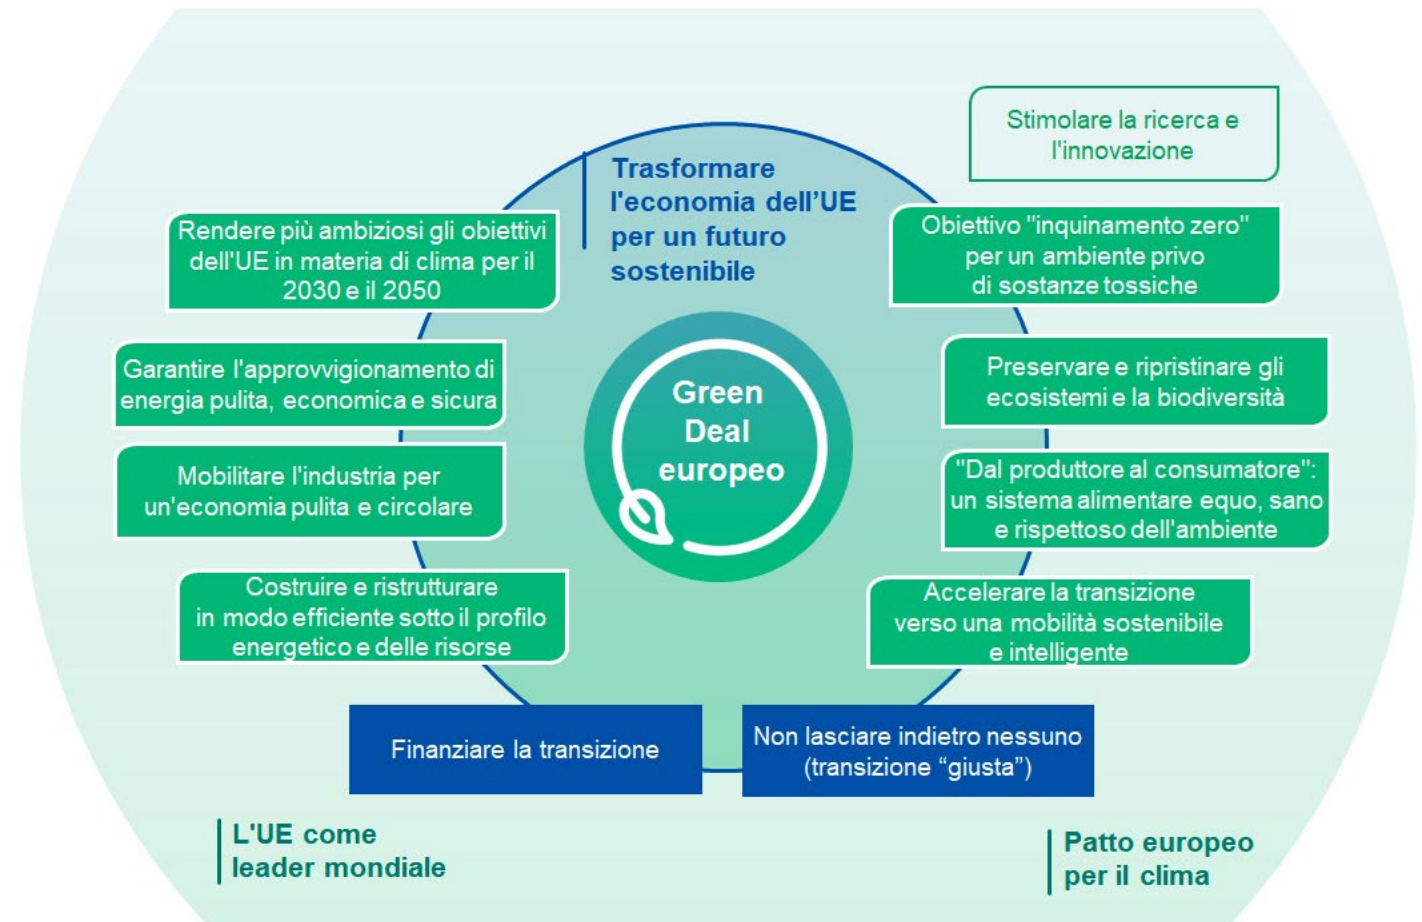 Stimolare la ricerca e
l'innovazione
Trasformare
l'economia dell’UE
per un futuro
sostenibile
Rendere più ambiziosi gli obiettivi
dell'UE in materia di clima per il
2030 e il 2050
Obiettivo "inquinamento zero"
per un ambiente privo
di sostanze tossiche
Garantire l'approvvigionamento di
energia pulita, economica e sicura
Preservare e ripristinare gli
ecosistemi e la biodiversità
Green
Deal
europeo
Mobilitare l'industria per
un'economia pulita e circolare
"Dal produttore al consumatore":
un sistema alimentare equo, sano
e rispettoso dell'ambiente
Costruire e ristrutturare
in modo efficiente sotto il profilo
energetico e delle risorse
Accelerare la transizione
verso una mobilità sostenibile
e intelligente
Finanziare la transizione
Non lasciare indietro nessuno
(transizione “giusta”)
L'UE come
leader mondiale
Patto europeo
per il clima